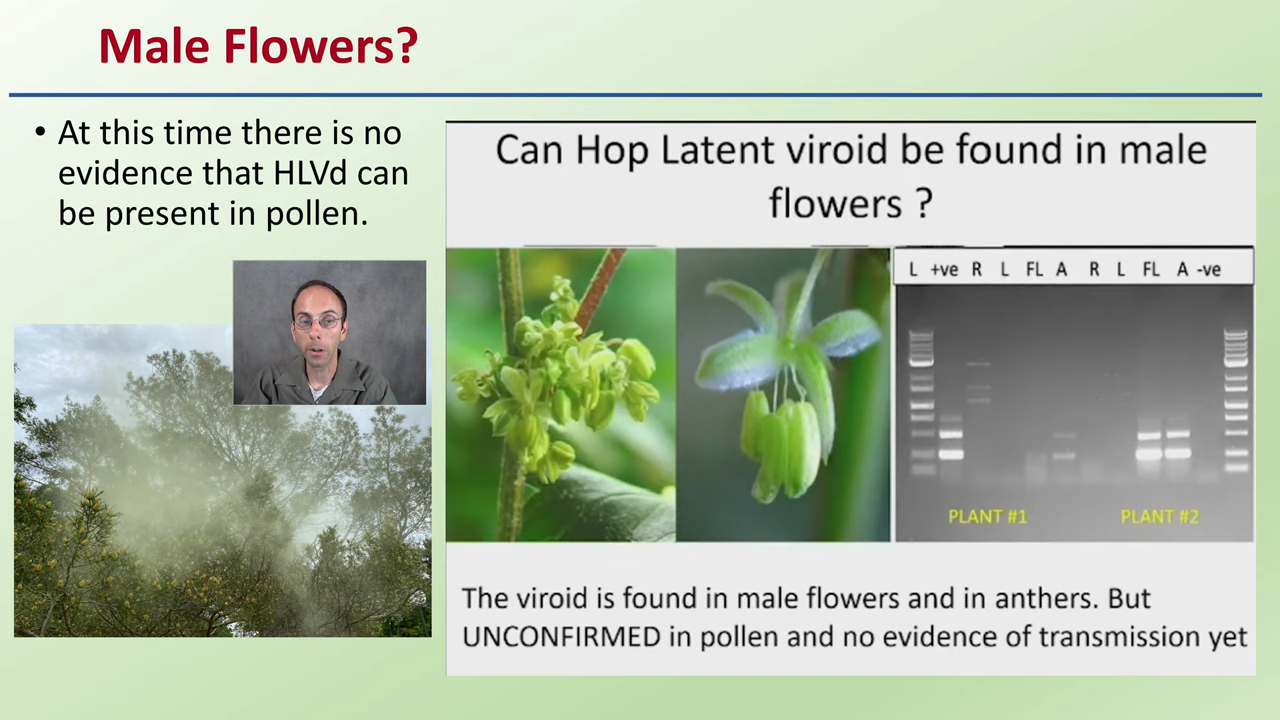 Male Flowers?
• At this time there is no
evidence that HLVd can
be present in pollen.
Can Hop Latent viroid be found in male
flowers ?
L +ve R L FL A R L FL A -ve
PLANT #1 PLANT #2
The viroid is found in male flowers and in anthers. But
UNCONFIRMED in pollen and no evidence of transmission yet